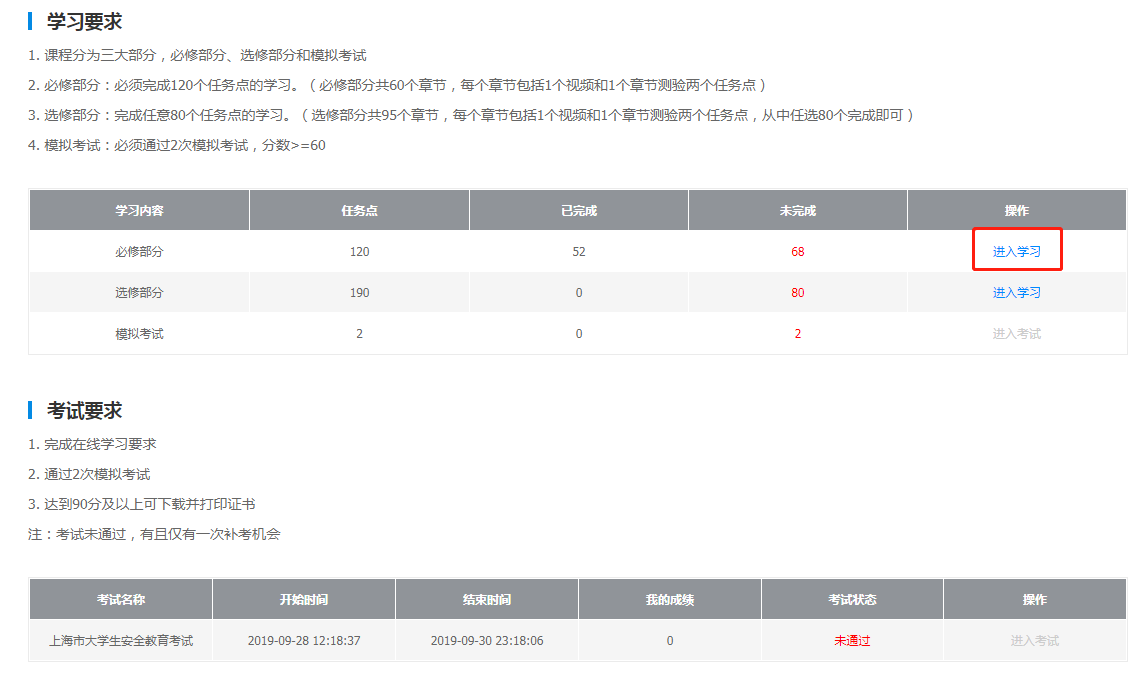 学习要求
1. 课程分为三大部分，必修部分、选修部分和模拟考试
2. 必修部分：必须完成120个任务点的学习。（必修部分共60个章节，每个章节包括1个视频和1个章节测验两个任务点）
3. 选修部分：完成任意80个任务点的学习。（选修部分共95个章节，每个章节包括1个视频和1个章节测验两个任务点，从中任选80个完成即可）
4. 模拟考试：必须通过2次模拟考试，分数>=60
学习内容 任务点 已完成 未完成 操作
必修部分 120 52 68 进入学习
选修部分 190 0 80 进入学习
模拟考试 2 0 2 进入考试
考试要求
1. 完成在线学习要求
2. 通过2次模拟考试
3. 达到90分及以上可下载并打印证书
注：考试未通过，有且仅有一次补考机会
考试名称 开始时间 结束时间 我的成绩 考试状态 操作
上海市大学生安全教育考试 2019-09-28 12:18:37 2019-09-30 23:18:06 0 未通过 进入考试